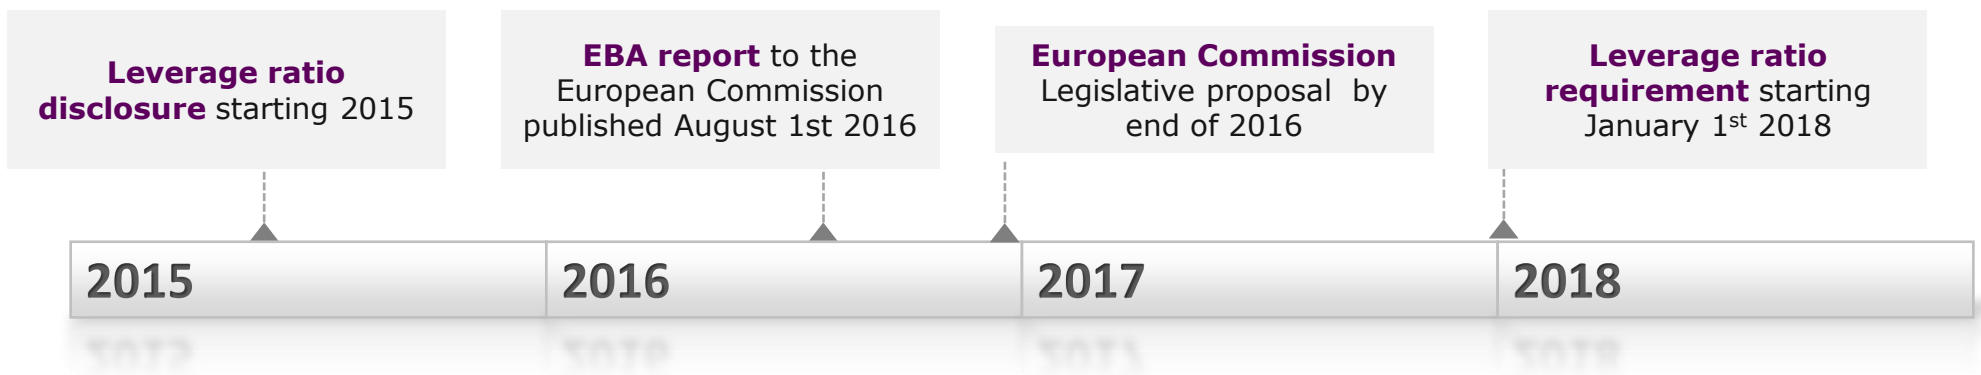 Leverage ratio
disclosure starting 2015
EBA report to the
European Commission
published August 1st 2016
European Commission
Legislative proposal by
end of 2016
Leverage ratio
requirement starting
January 1st 2018
2015
2016
2017
2018